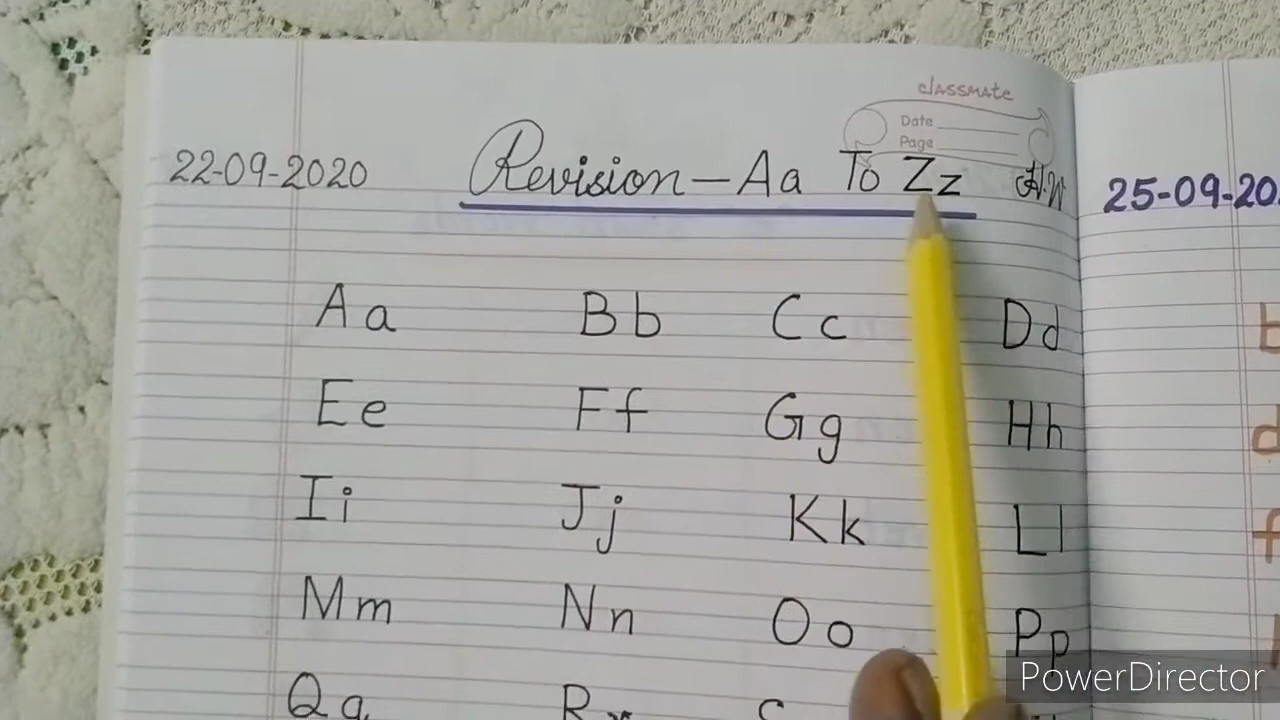 classmate
Date
Page
22-09-2020 Revision - Aa To Zz H.W
Aa Bb Cc Dd
Ee Ff Gg Hh
Ii Jj Kk Ll
Mm Nn Oo Pp
Qq Rr
25-09-20
b
d
f
PowerDirector